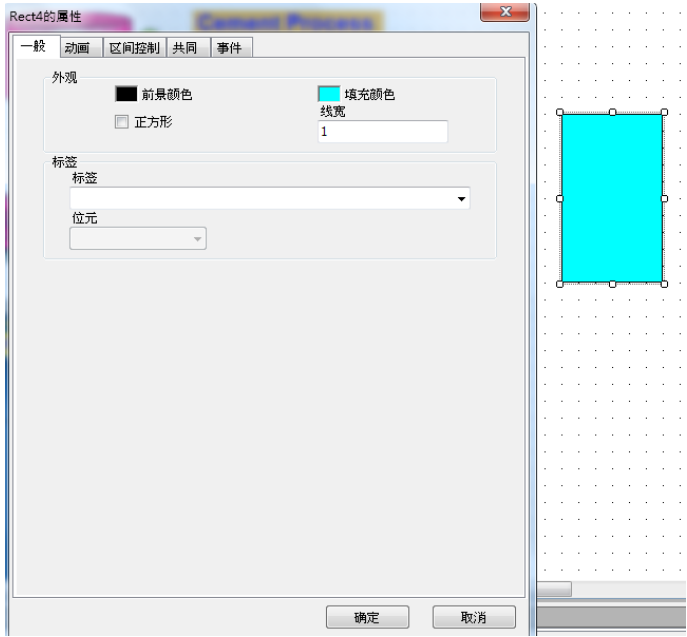 Rect4的属性
Cement Process
一般 动画 区间控制 共同 事件
外观
前景颜色 填充颜色
正方形 线宽
1
标签
标签
位元
确定 取消